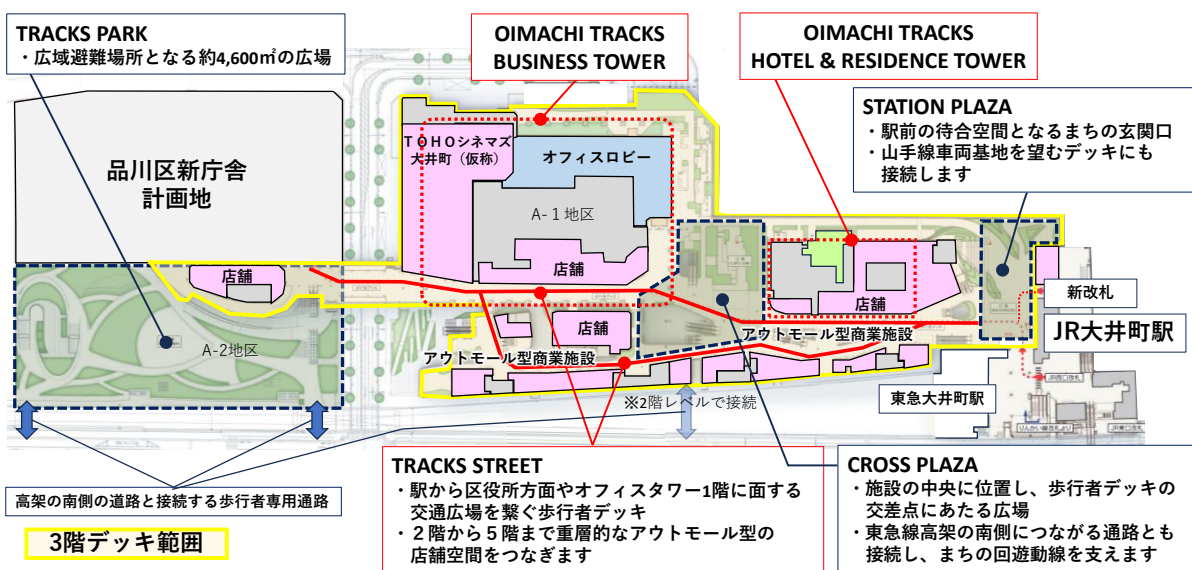 TRACKS PARK
・広域避難場所となる約4,600㎡の広場
OIMACHI TRACKS
BUSINESS TOWER
OIMACHI TRACKS
HOTEL & RESIDENCE TOWER
STATION PLAZA
・駅前の待合空間となるまちの玄関口
・山手線車両基地を望むデッキにも
接続します
品川区新庁舎
計画地
TOHOシネマズ
大井町（仮称）
オフィスロビー
A-1地区
店舗
店舗
店舗
店舗
新改札
JR大井町駅
アウトモール型商業施設
アウトモール型商業施設
A-2地区
※2階レベルで接続
東急大井町駅
JR西口改札
高架の南側の道路と接続する歩行者専用通路
3階デッキ範囲
TRACKS STREET
・駅から区役所方面やオフィスタワー1階に面する
交通広場を繋ぐ歩行者デッキ
・２階から５階まで重層的なアウトモール型の
店舗空間をつなぎます
CROSS PLAZA
・施設の中央に位置し、歩行者デッキの
交差点にあたる広場
・東急線高架の南側につながる通路とも
接続し、まちの回遊動線を支えます